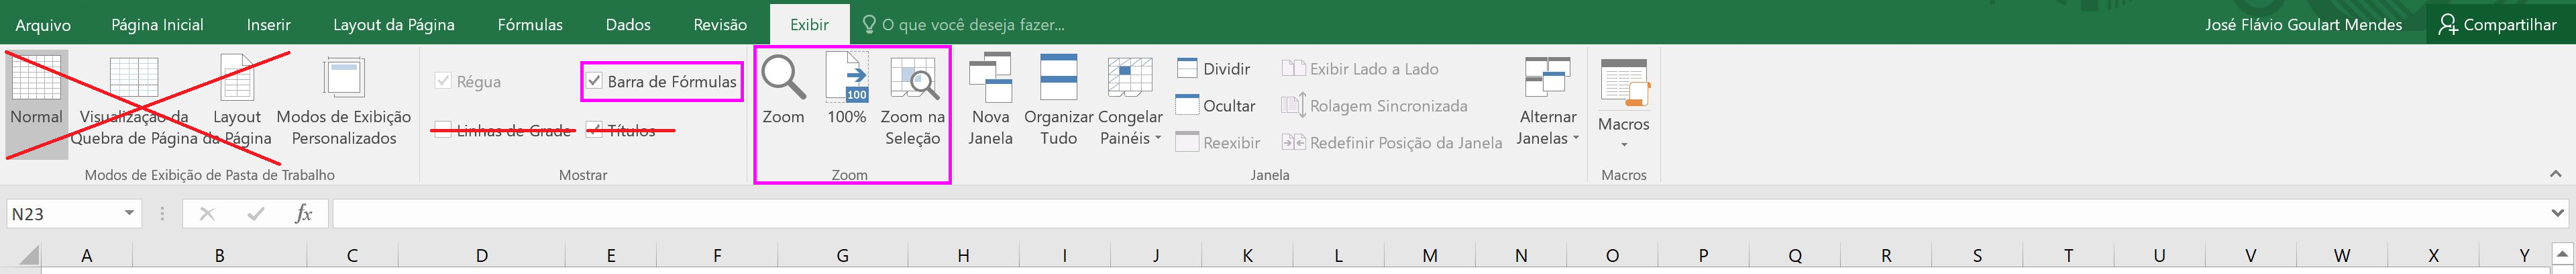 Arquivo Página Inicial Inserir Layout da Página Fórmulas Dados Revisão Exibir O que você deseja fazer... José Flávio Goulart Mendes Compartilhar
Normal
Visualização da
Quebra de Página
Layout
da Página
Modos de Exibição
Personalizados
Modos de Exibição de Pasta de Trabalho
Régua
Barra de Fórmulas
Linhas de Grade
Títulos
Mostrar
Zoom
100
100%
Zoom na
Seleção
Zoom
Nova
Janela
Organizar
Tudo
Congelar
Painéis
Dividir
Ocultar
Reexibir
Exibir Lado a Lado
Rolagem Sincronizada
Redefinir Posição da Janela
Alternar
Janelas
Janela
Macros
Macros
N23
fx
A B C D E F G H I J K L M N O P Q R S T U V W X Y